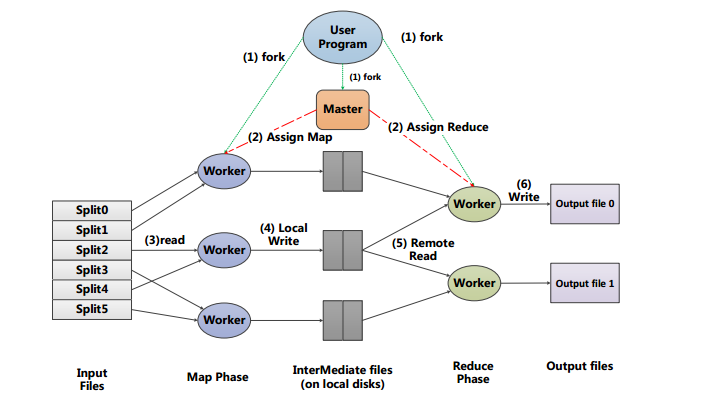 User
Program
(1) fork
(1) fork
(1) fork
Master
(2) Assign Map
(2) Assign Reduce
Worker
Split0
Split1
Split2
Split3
Split4
Split5
(3)read
Worker
(4) Local
Write
Worker
(5) Remote
Read
Worker
Worker
(6)
Write
Output file 0
Output file 1
Input
Files
Map Phase
InterMediate files
(on local disks)
Reduce
Phase
Output files